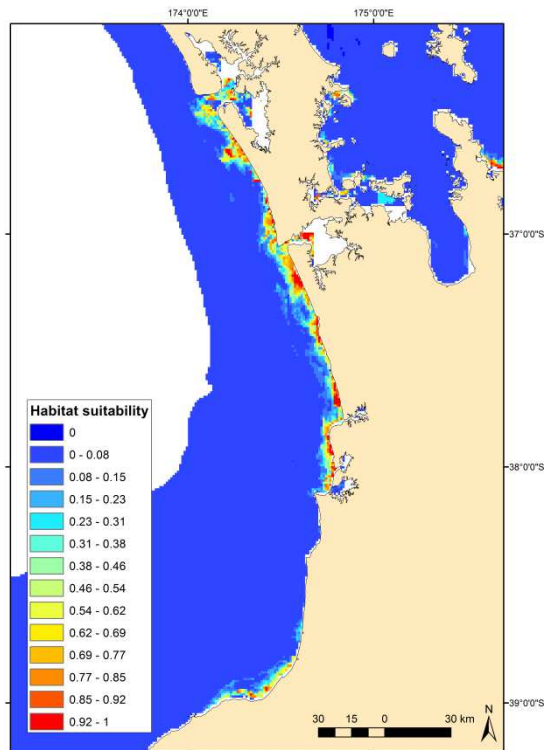 174°0'0"E 175°0'0"E
37°0'0"S
38°0'0"S
39°0'0"S
Habitat suitability
0
0 - 0.08
0.08 - 0.15
0.15 - 0.23
0.23 - 0.31
0.31 - 0.38
0.38 - 0.46
0.46 - 0.54
0.54 - 0.62
0.62 - 0.69
0.69 - 0.77
0.77 - 0.85
0.85 - 0.92
0.92 - 1
N
30 15 0 30 km